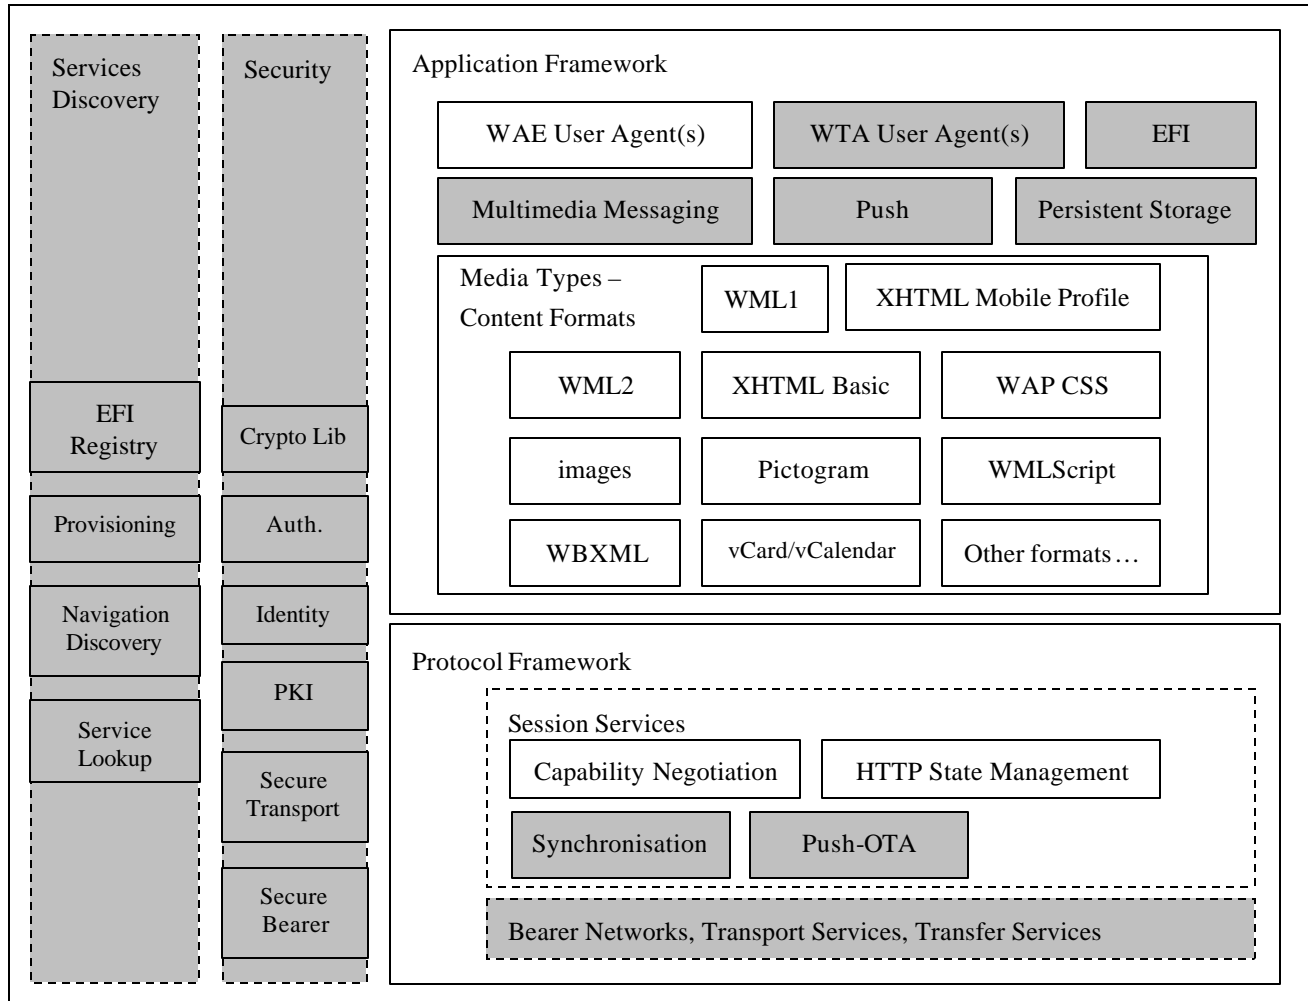 Services
Discovery
EFI
Registry
Provisioning
Navigation
Discovery
Service
Lookup
Security
Crypto Lib
Auth.
Identity
PKI
Secure
Transport
Secure
Bearer
Application Framework
WAE User Agent(s)
WTA User Agent(s)
EFI
Multimedia Messaging
Push
Persistent Storage
Media Types –
Content Formats
WML1
XHTML Mobile Profile
WML2
XHTML Basic
WAP CSS
images
Pictogram
WMLScript
WBXML
vCard/vCalendar
Other formats…
Protocol Framework
Session Services
Capability Negotiation
HTTP State Management
Synchronisation
Push-OTA
Bearer Networks, Transport Services, Transfer Services